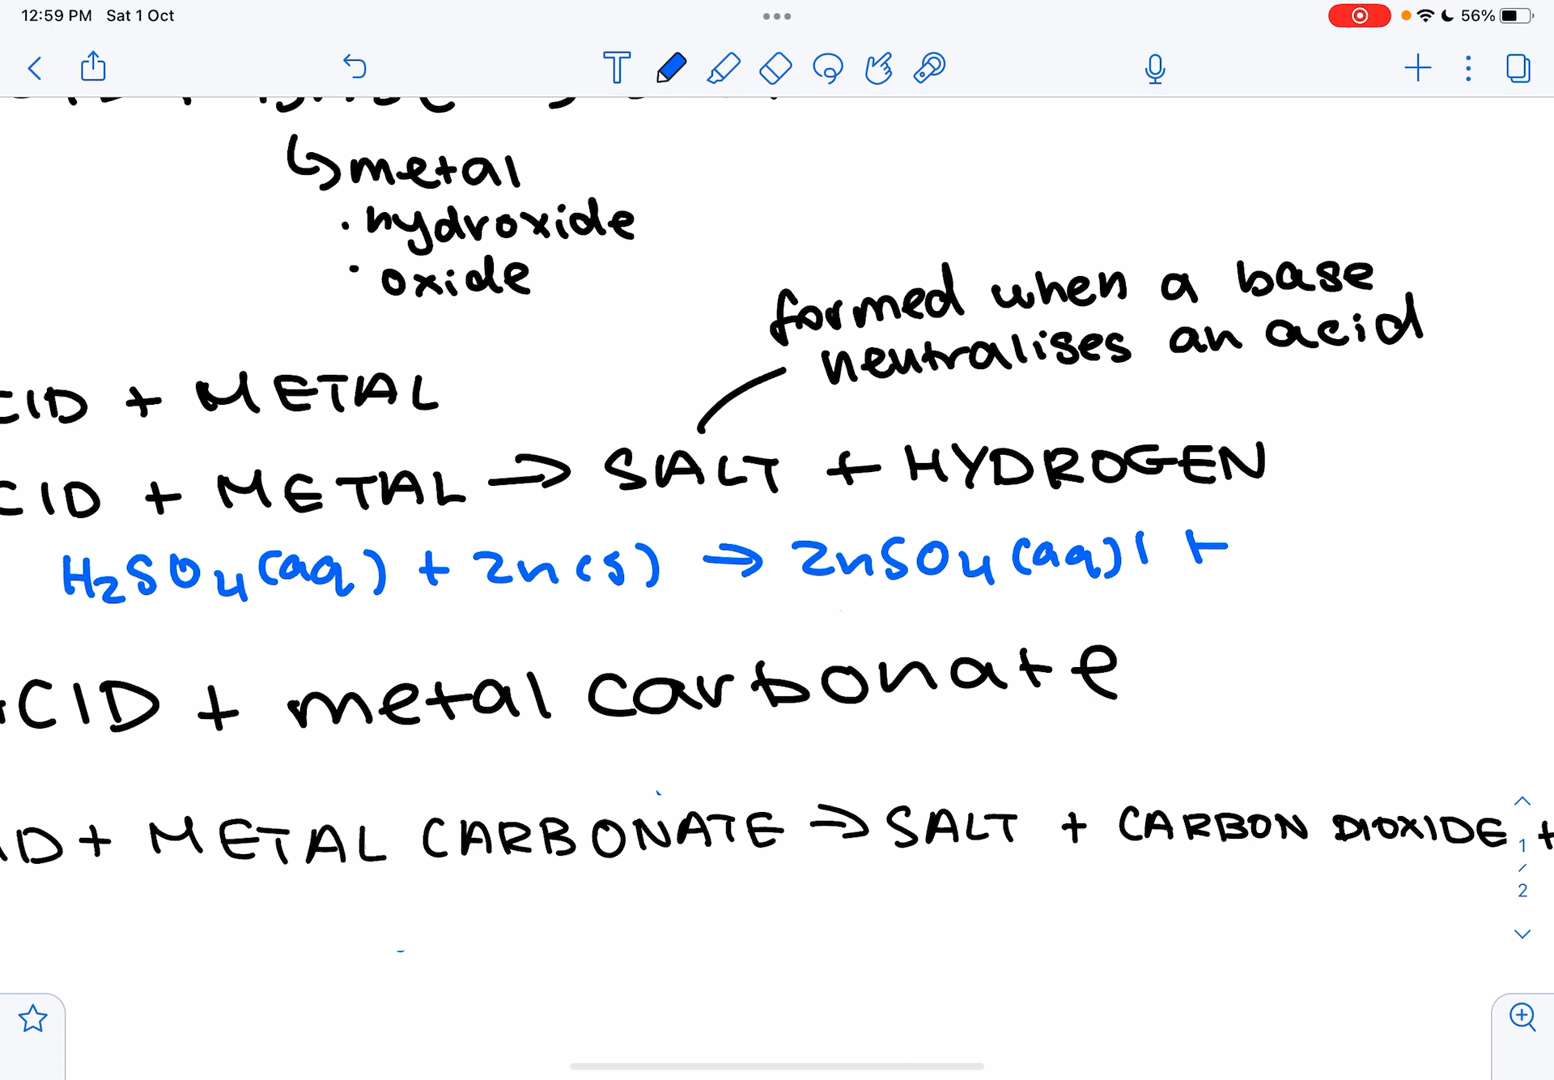 12:59 PM Sat 1 Oct
56%
T
↳ metal
· hydroxide
· oxide
formed when a base
neutralises an acid
CID + METAL
CID + METAL → SALT + HYDROGEN
H₂SO₄(aq) + Zn(s) → ZnSO₄(aq) +
CID + metal carbonate
ID + METAL CARBONATE → SALT + CARBON DIOXIDE +
1
/
2